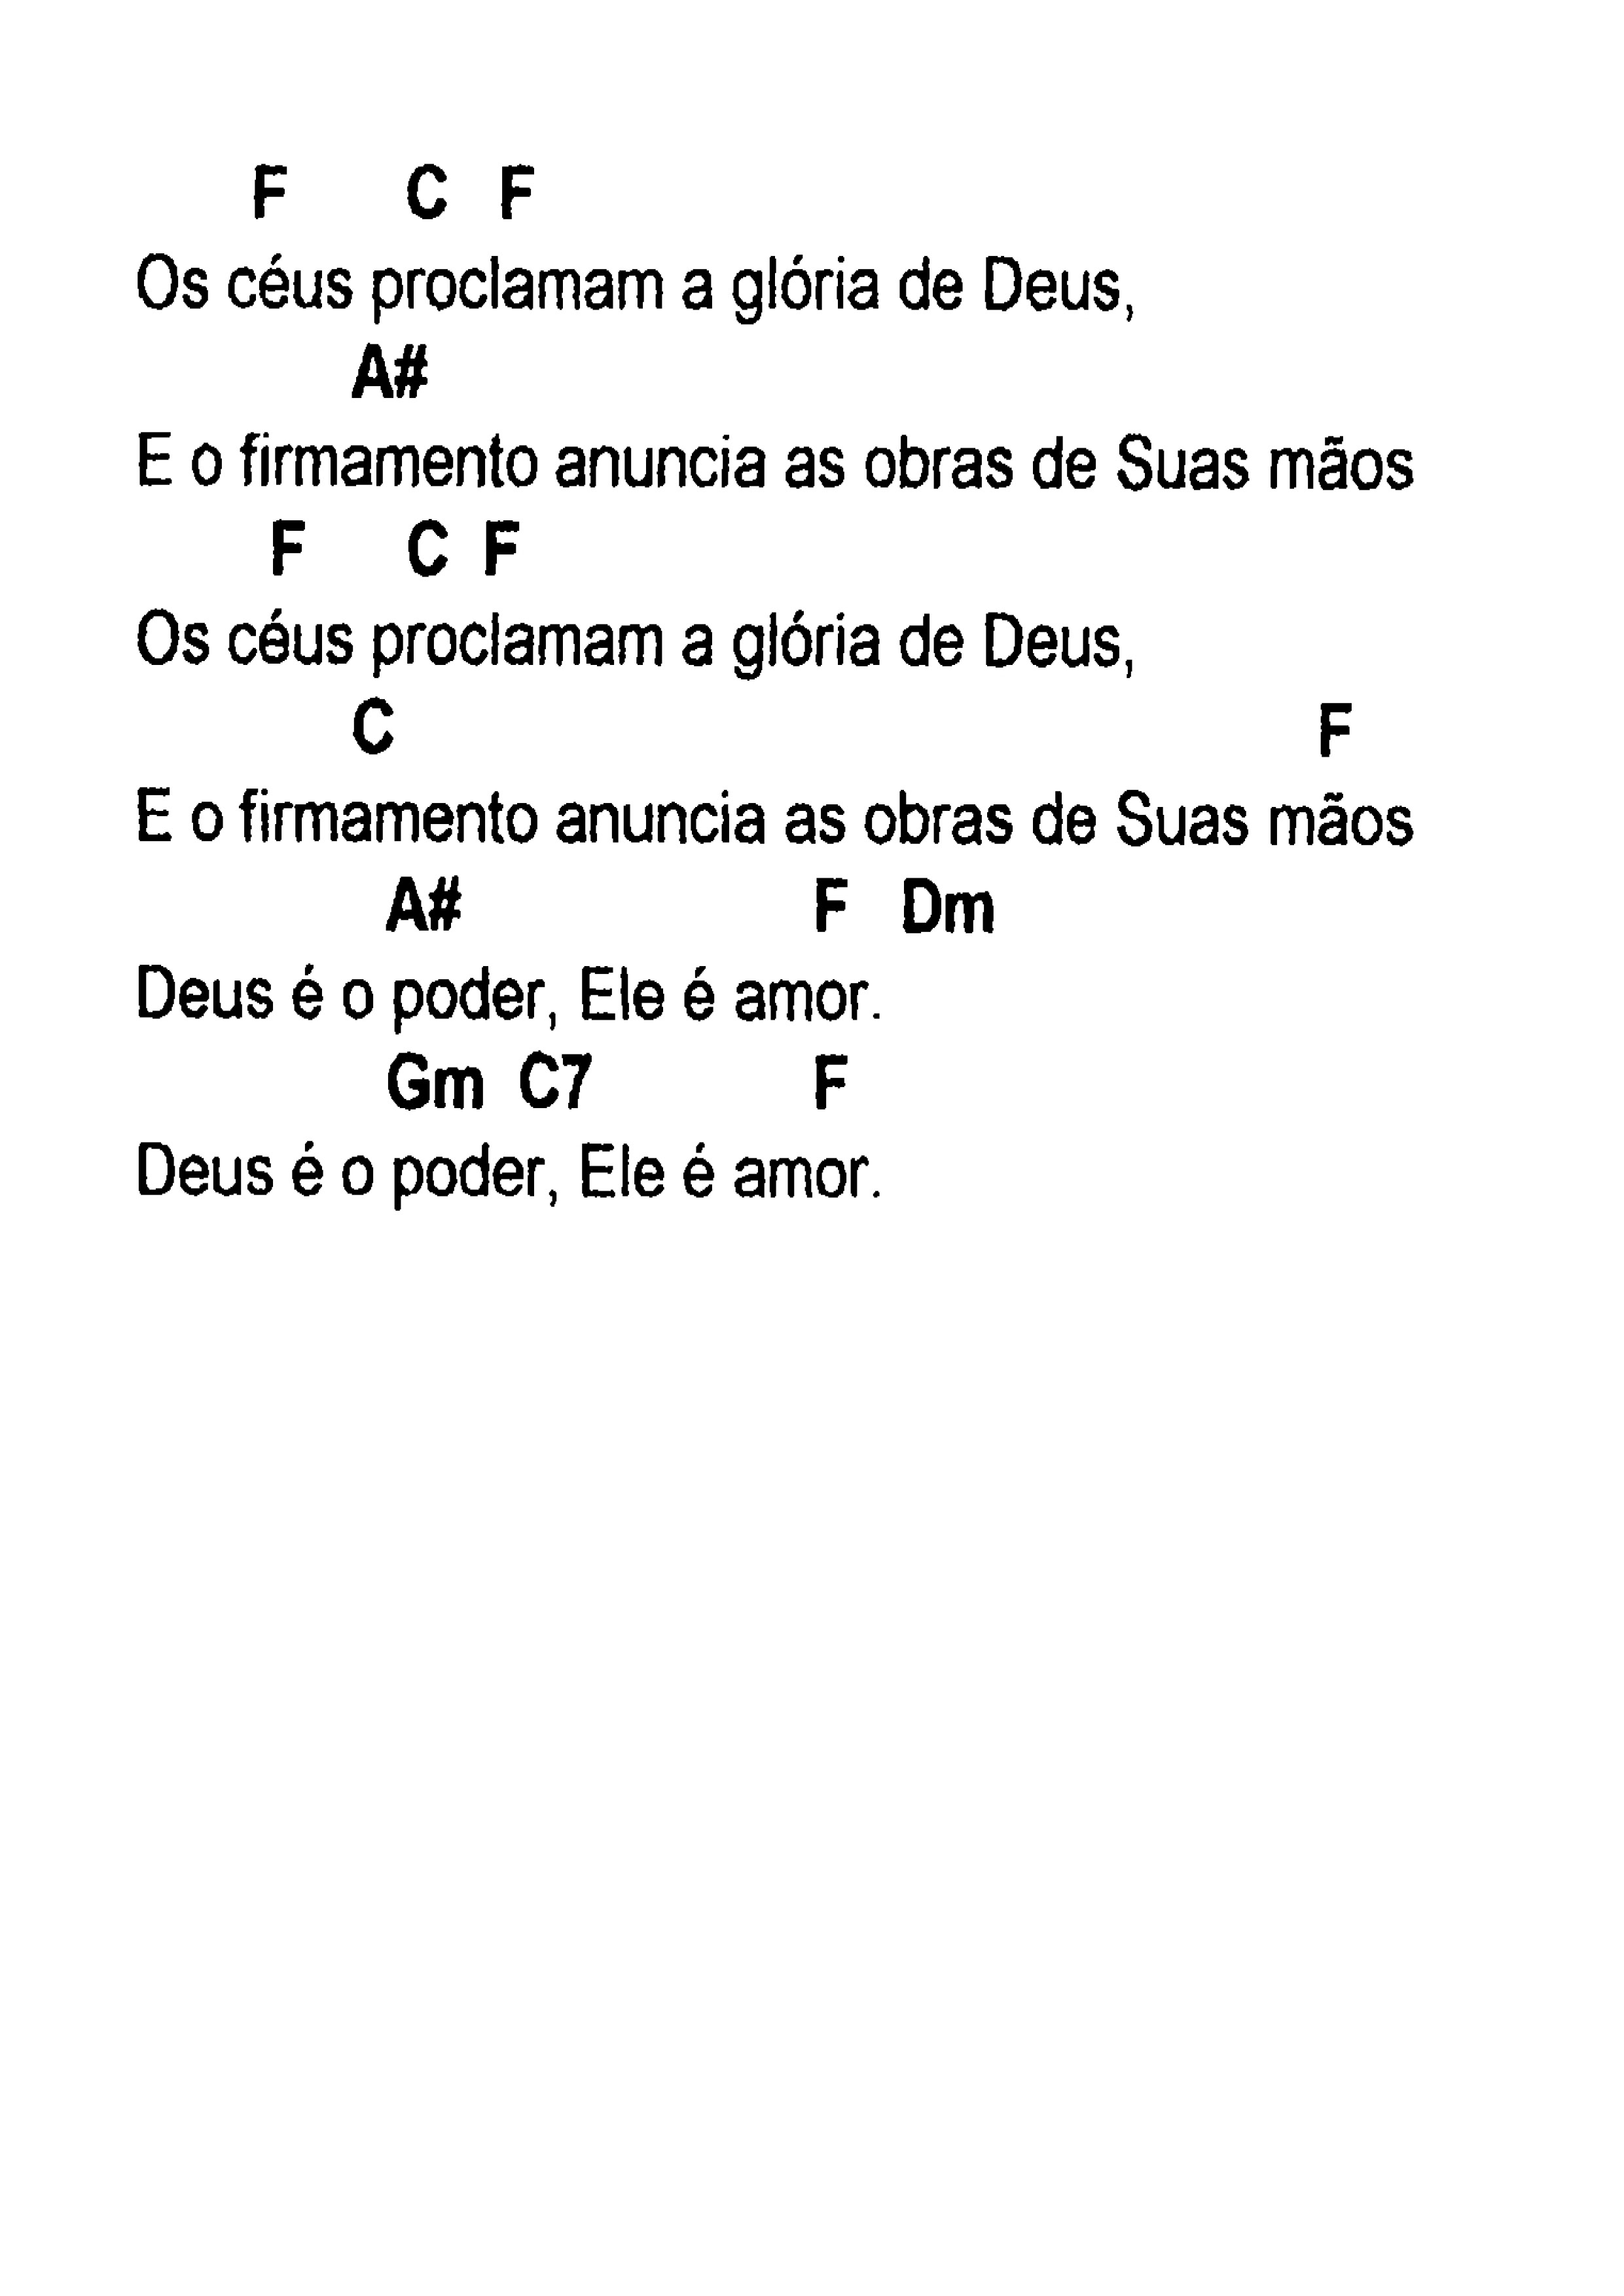 F C F
Os céus proclamam a glória de Deus,
A#
E o firmamento anuncia as obras de Suas mãos
F C F
Os céus proclamam a glória de Deus,
C F
E o firmamento anuncia as obras de Suas mãos
A# F Dm
Deus é o poder, Ele é amor.
Gm C7 F
Deus é o poder, Ele é amor.